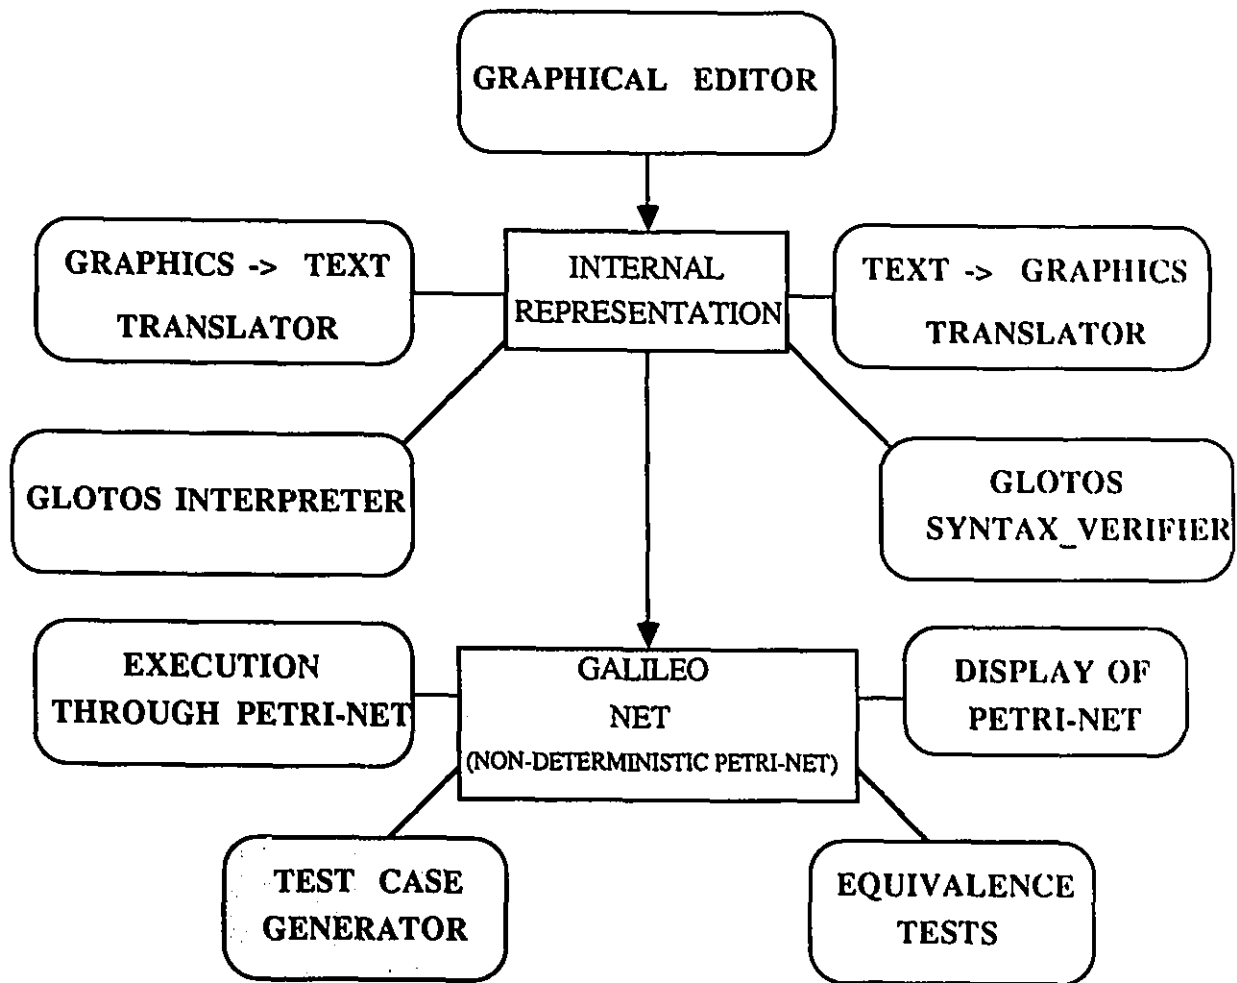 GRAPHICAL EDITOR
GRAPHICS -> TEXT
TRANSLATOR
INTERNAL
REPRESENTATION
TEXT -> GRAPHICS
TRANSLATOR
GLOTOS INTERPRETER
GLOTOS
SYNTAX_VERIFIER
EXECUTION
THROUGH PETRI-NET
GALILEO
NET
(NON-DETERMINISTIC PETRI-NET)
DISPLAY OF
PETRI-NET
TEST CASE
GENERATOR
EQUIVALENCE
TESTS